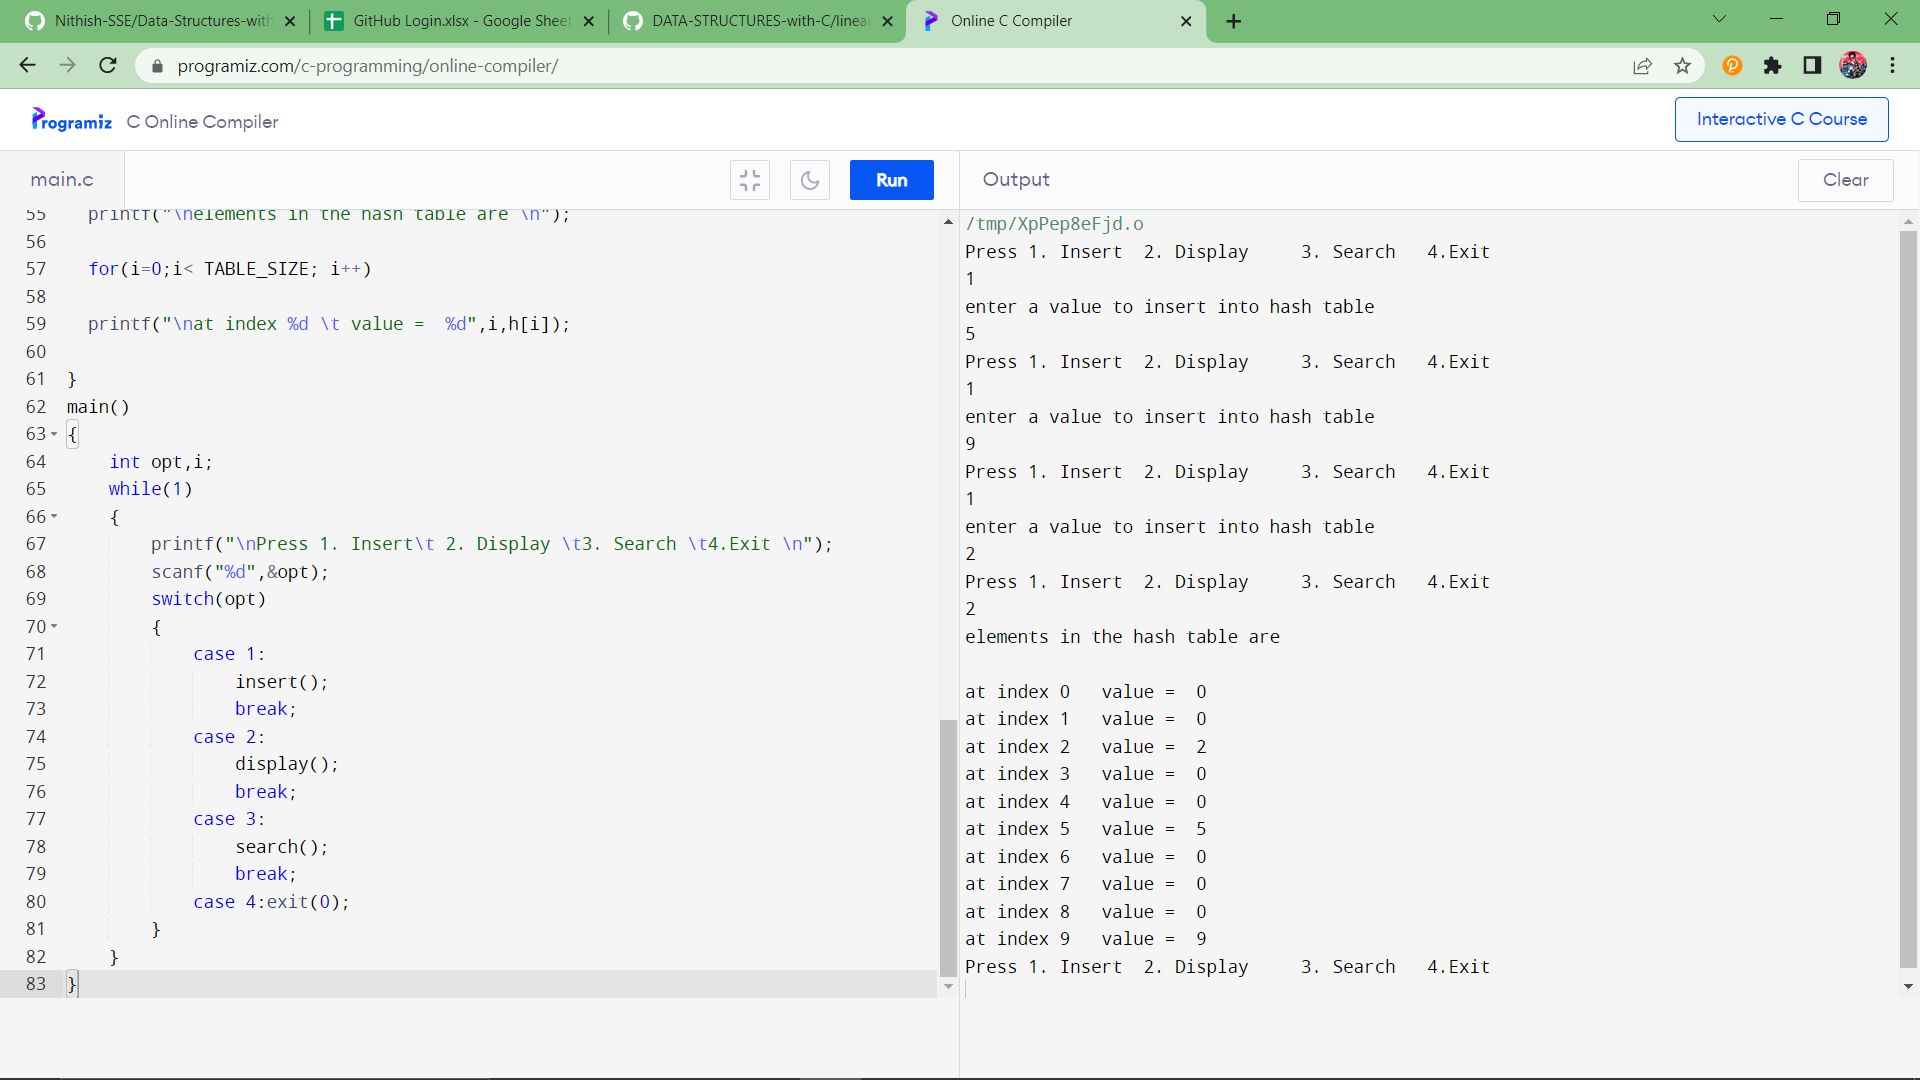 Nithish-SSE/Data-Structures-with
GitHub Login.xlsx - Google Sheet
DATA-STRUCTURES-with-C/linear
Online C Compiler
programiz.com/c-programming/online-compiler/
Programiz C Online Compiler
Interactive C Course
main.c
Run
Output
Clear
55 printf("\nelements in the hash table are \n");
56
57 for(i=0;i< TABLE_SIZE; i++)
58
59 printf("\nat index %d \t value =  %d",i,h[i]);
60
61 }
62 main()
63 {
64 int opt,i;
65 while(1)
66 {
67 printf("\nPress 1. Insert\t 2. Display \t3. Search \t4.Exit \n");
68 scanf("%d",&opt);
69 switch(opt)
70 {
71 case 1:
72 insert();
73 break;
74 case 2:
75 display();
76 break;
77 case 3:
78 search();
79 break;
80 case 4:exit(0);
81 }
82 }
83 }
/tmp/XpPep8eFjd.o
Press 1. Insert  2. Display     3. Search   4.Exit
1
enter a value to insert into hash table
5
Press 1. Insert  2. Display     3. Search   4.Exit
1
enter a value to insert into hash table
9
Press 1. Insert  2. Display     3. Search   4.Exit
1
enter a value to insert into hash table
2
Press 1. Insert  2. Display     3. Search   4.Exit
2
elements in the hash table are
at index 0   value =  0
at index 1   value =  0
at index 2   value =  2
at index 3   value =  0
at index 4   value =  0
at index 5   value =  5
at index 6   value =  0
at index 7   value =  0
at index 8   value =  0
at index 9   value =  9
Press 1. Insert  2. Display     3. Search   4.Exit